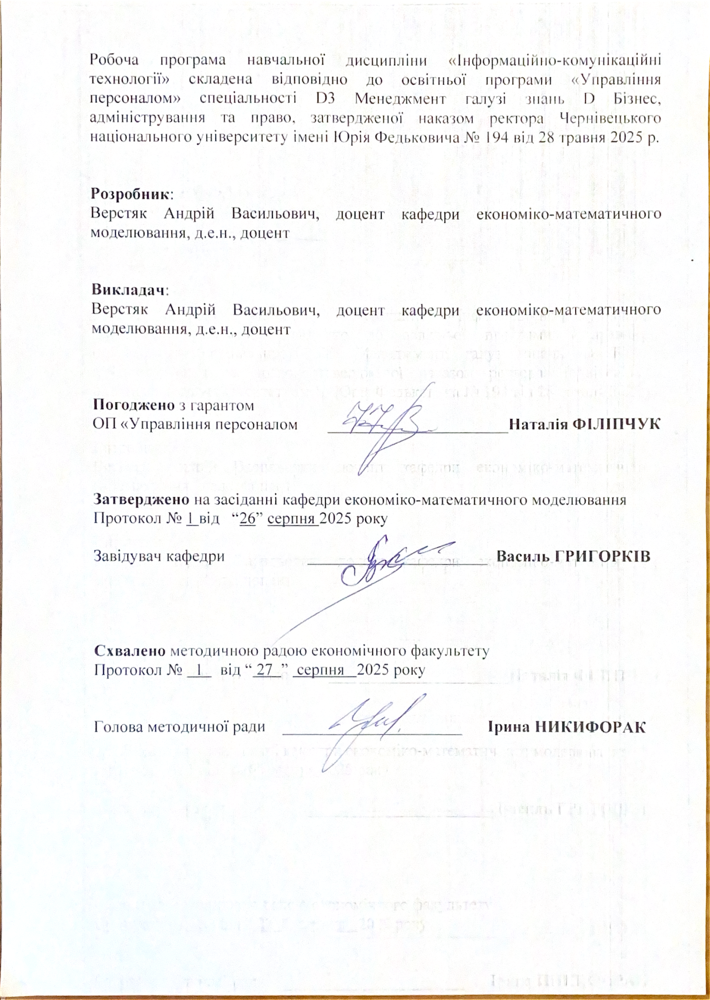 Робоча програма навчальної дисципліни «Інформаційно-комунікаційні
технології» складена відповідно до освітньої програми «Управління
персоналом» спеціальності D3 Менеджмент галузі знань D Бізнес,
адміністрування та право, затвердженої наказом ректора Чернівецького
національного університету імені Юрія Федьковича № 194 від 28 травня 2025 р.
Розробник:
Верстяк Андрій Васильович, доцент кафедри економіко-математичного
моделювання, д.е.н., доцент
Викладач:
Верстяк Андрій Васильович, доцент кафедри економіко-математичного
моделювання, д.е.н., доцент
Погоджено з гарантом
ОП «Управління персоналом Наталія ФІЛІПЧУК
Затверджено на засіданні кафедри економіко-математичного моделювання
Протокол № 1 від “26” серпня 2025 року
Завідувач кафедри Василь ГРИГОРКІВ
Схвалено методичною радою економічного факультету
Протокол № 1 від “ 27 ” серпня 2025 року
Голова методичної ради Ірина НИКИФОРАК